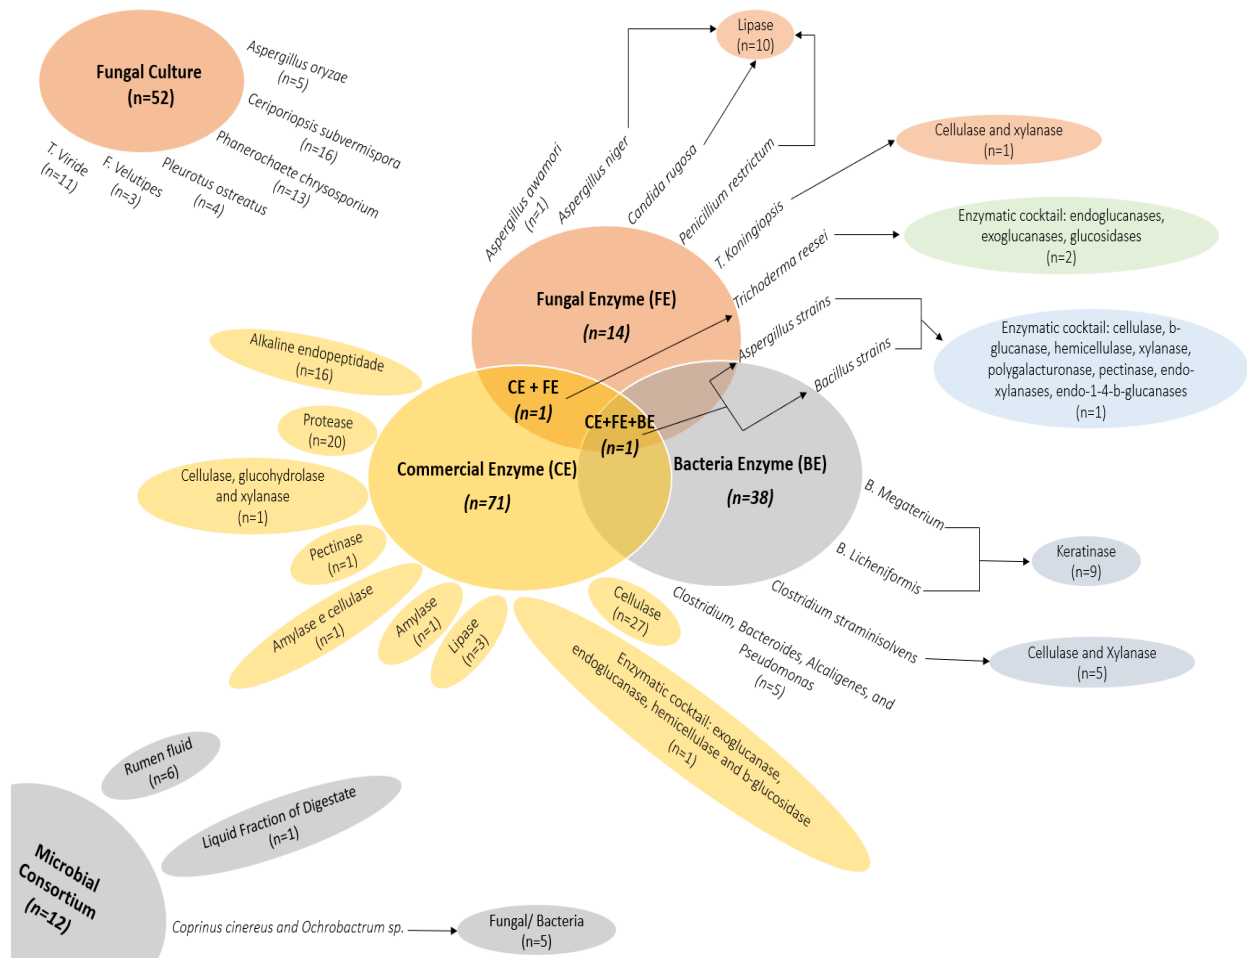 Fungal Culture
(n=52)
Aspergillus oryzae
(n=5)
Ceriporiopsis subvermispora
(n=16)
Phanerochaete chrysosporium
(n=13)
Pleurotus ostreatus
(n=4)
F. Velutipes
(n=3)
T. Viride
(n=11)
Lipase
(n=10)
Aspergillus awamori
(n=1)
Aspergillus niger
Candida rugosa
Penicillium restrictum
T. Koningiopsis
Trichoderma reesei
Aspergillus strains
Bacillus strains
Cellulase and xylanase
(n=1)
Enzymatic cocktail: endoglucanases,
exoglucanases, glucosidases
(n=2)
Enzymatic cocktail: cellulase, b-
glucanase, hemicellulase, xylanase,
polygalacturonase, pectinase, endo-
xylanases, endo-1-4-b-glucanases
(n=1)
Fungal Enzyme (FE)
(n=14)
CE + FE
(n=1)
CE+FE+BE
(n=1)
Commercial Enzyme (CE)
(n=71)
Bacteria Enzyme (BE)
(n=38)
Alkaline endopeptidade
(n=16)
Protease
(n=20)
Cellulase, glucohydrolase
and xylanase
(n=1)
Pectinase
(n=1)
Amylase e cellulase
(n=1)
Amylase
(n=1)
Lipase
(n=3)
Cellulase
(n=27)
Enzymatic cocktail: exoglucanase,
endoglucanase, hemicellulase and b-glucosidase
(n=1)
B. Megaterium
B. Licheniformis
Keratinase
(n=9)
Clostridium straminisolvens
Cellulase and Xylanase
(n=5)
Clostridium, Bacteroides, Alcaligenes, and
Pseudomonas
(n=5)
Microbial
Consortium
(n=12)
Rumen fluid
(n=6)
Liquid Fraction of Digestate
(n=1)
Coprinus cinereus and Ochrobactrum sp.
Fungal/ Bacteria
(n=5)